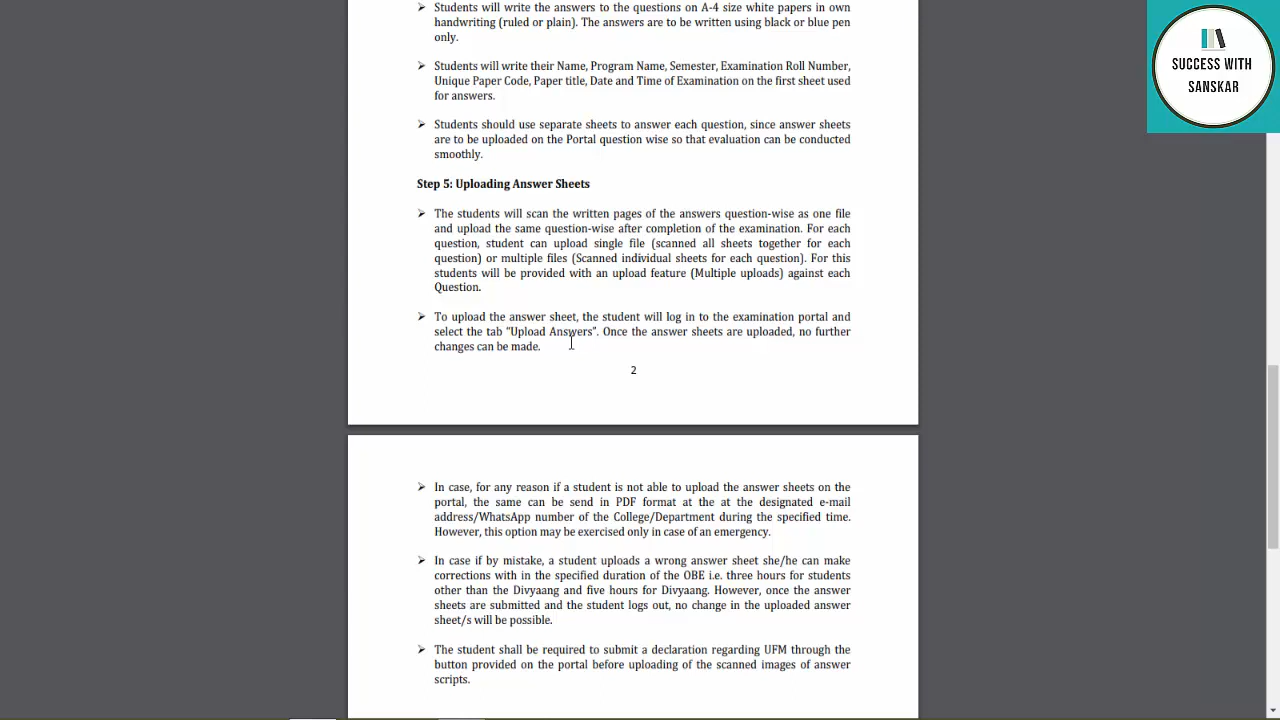 Students will write the answers to the questions on A-4 size white papers in own
handwriting (ruled or plain). The answers are to be written using black or blue pen
only.
Students will write their Name, Program Name, Semester, Examination Roll Number,
Unique Paper Code, Paper title, Date and Time of Examination on the first sheet used
for answers.
Students should use separate sheets to answer each question, since answer sheets
are to be uploaded on the Portal question wise so that evaluation can be conducted
smoothly.
Step 5: Uploading Answer Sheets
The students will scan the written pages of the answers question-wise as one file
and upload the same question-wise after completion of the examination. For each
question, student can upload single file (scanned all sheets together for each
question) or multiple files (Scanned individual sheets for each question). For this
students will be provided with an upload feature (Multiple uploads) against each
Question.
To upload the answer sheet, the student will log in to the examination portal and
select the tab "Upload Answers". Once the answer sheets are uploaded, no further
changes can be made.
2
In case, for any reason if a student is not able to upload the answer sheets on the
portal, the same can be send in PDF format at the at the designated e-mail
address/WhatsApp number of the College/Department during the specified time.
However, this option may be exercised only in case of an emergency.
In case if by mistake, a student uploads a wrong answer sheet she/he can make
corrections with in the specified duration of the OBE i.e. three hours for students
other than the Divyaang and five hours for Divyaang. However, once the answer
sheets are submitted and the student logs out, no change in the uploaded answer
sheet/s will be possible.
The student shall be required to submit a declaration regarding UFM through the
button provided on the portal before uploading of the scanned images of answer
scripts.
SUCCESS WITH
SANSKAR